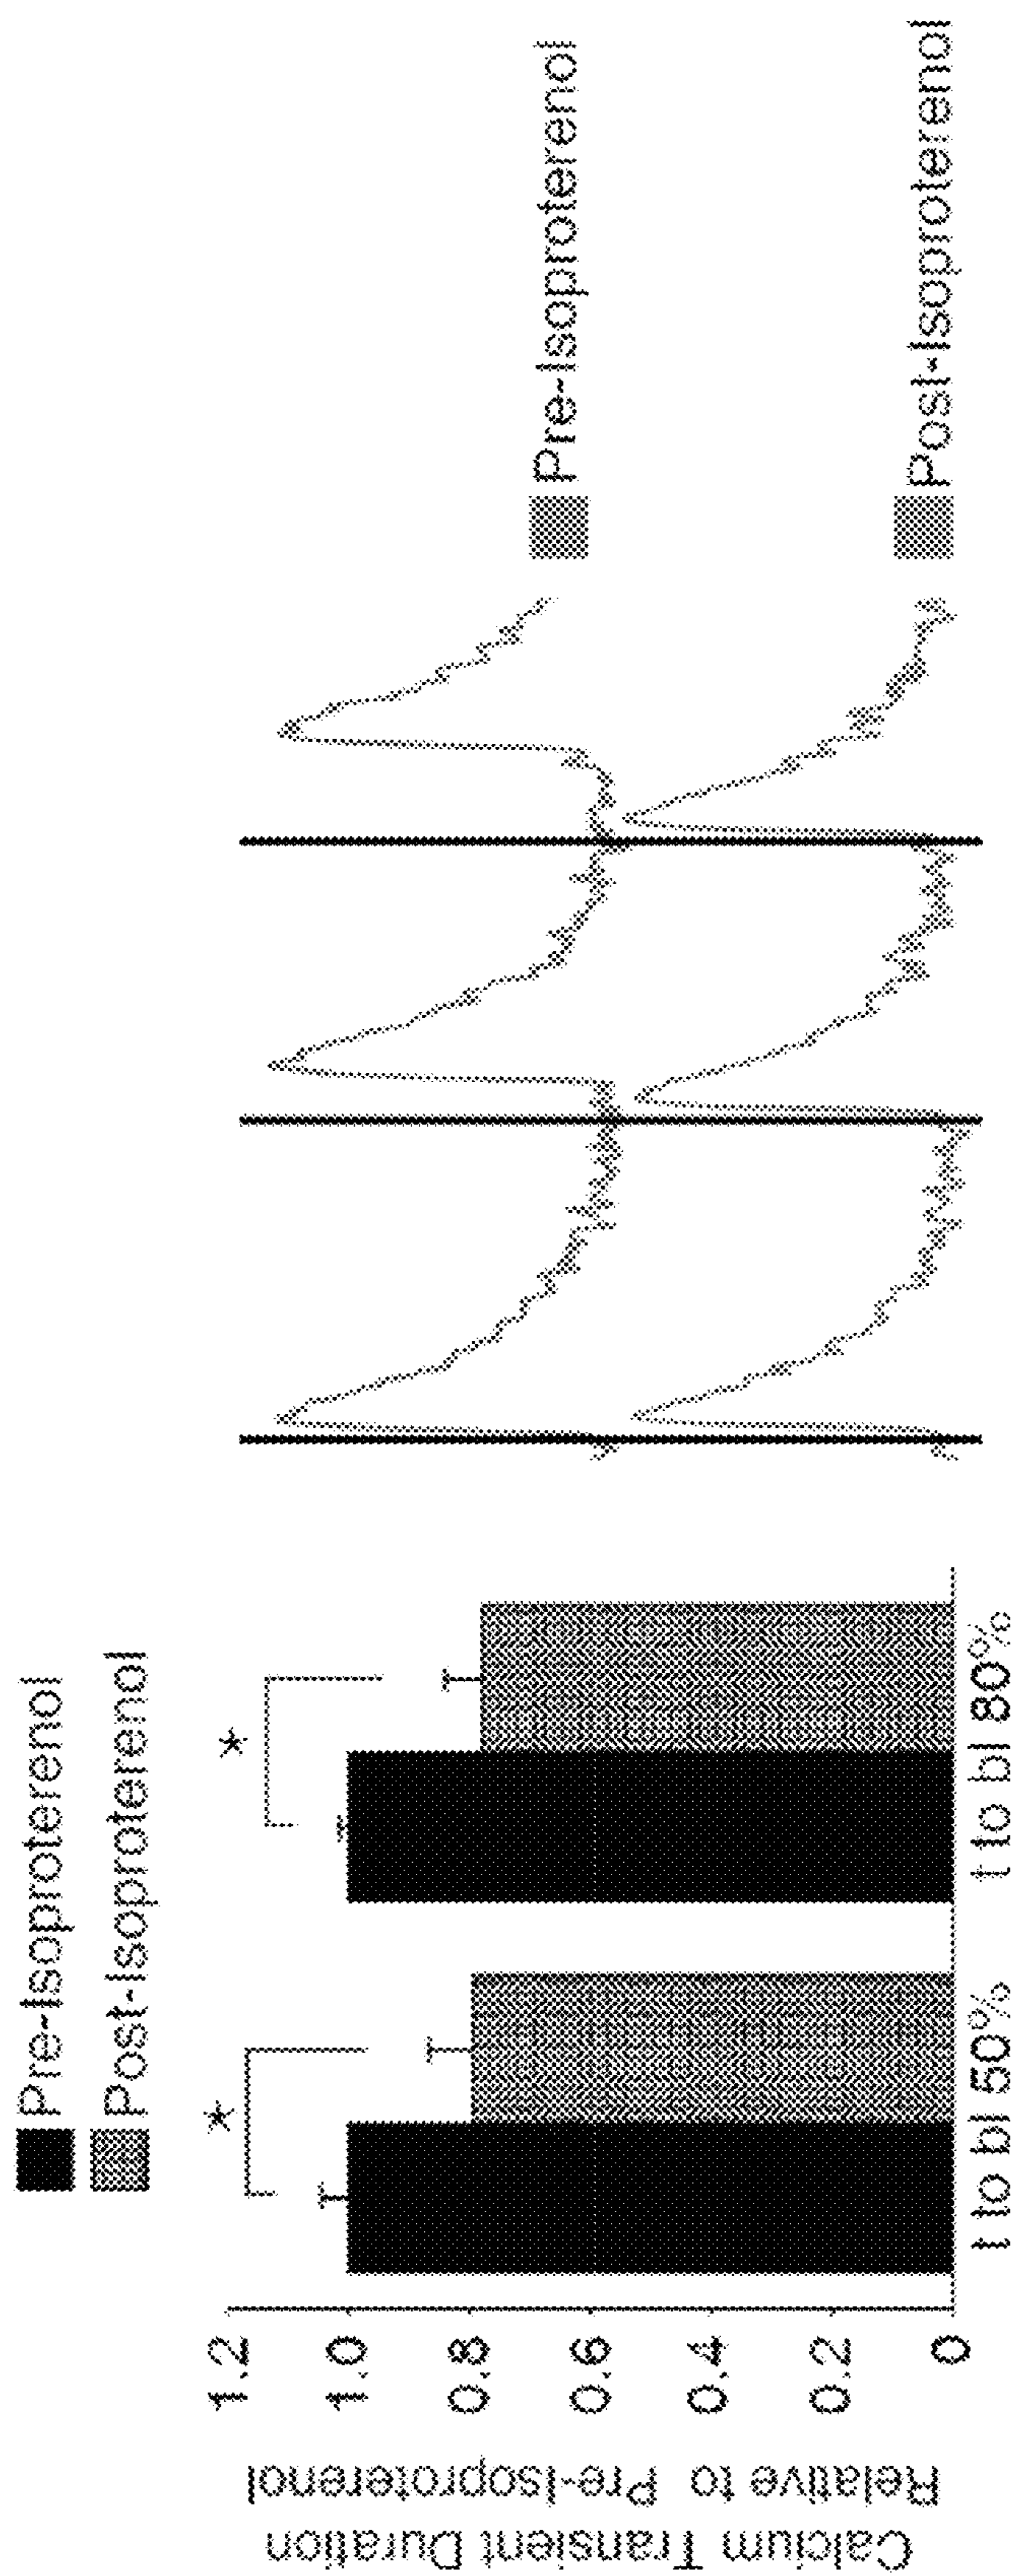 Pre-Isoproterenol
Post-Isoproterenol
Calcium Transient Duration
Relative to Pre-Isoproterenol
1.2
1.0
0.8
0.6
0.4
0.2
0
*
*
t to bl 50%
t to bl 80%
Pre-Isoproterenol
Post-Isoproterenol